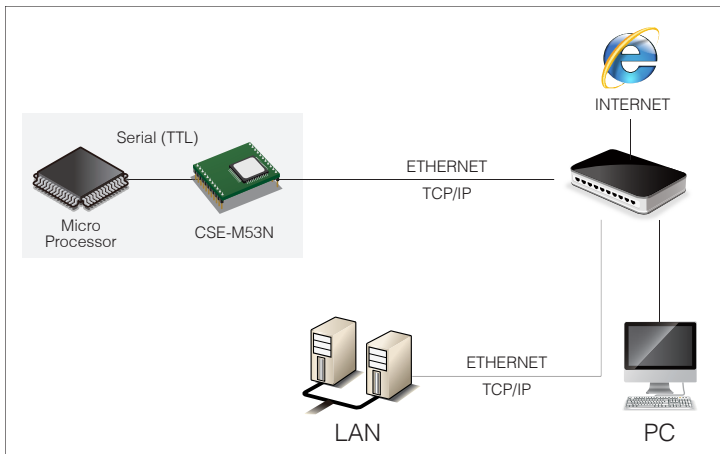 INTERNET
Serial (TTL)
ETHERNET
TCP/IP
Micro
Processor
CSE-M53N
ETHERNET
TCP/IP
LAN
PC